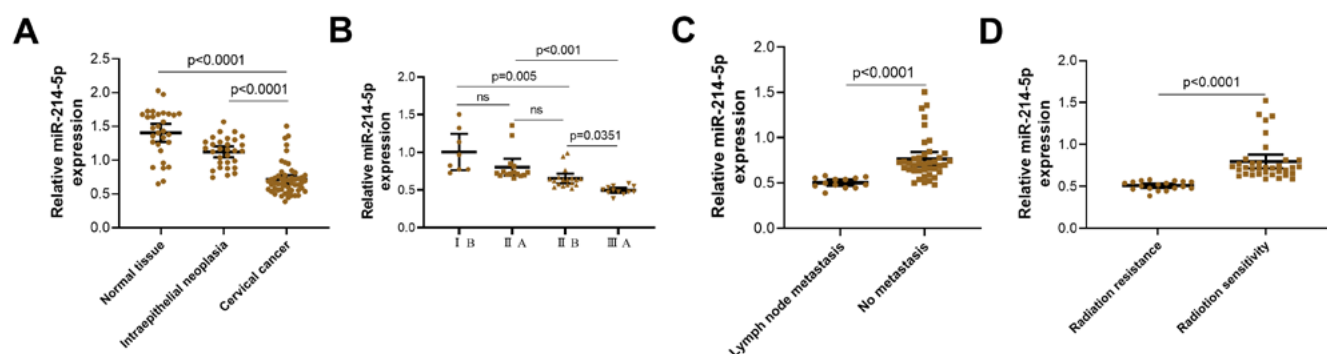 A
Relative miR-214-5p
expression
2.5
2.0
1.5
1.0
0.5
0.0
p<0.0001
p<0.0001
Normal tissue
Intraepithelial neoplasia
Cervical cancer
B
Relative miR-214-5p
expression
2.0
1.5
1.0
0.5
0.0
p<0.001
p=0.005
ns
ns
p=0.0351
Ⅰ B
Ⅱ A
Ⅱ B
Ⅲ A
C
Relative miR-214-5p
expression
2.0
1.5
1.0
0.5
0.0
p<0.0001
Lymph node metastasis
No metastasis
D
Relative miR-214-5p
expression
2.0
1.5
1.0
0.5
0.0
p<0.0001
Radiation resistance
Radiotion sensitivity